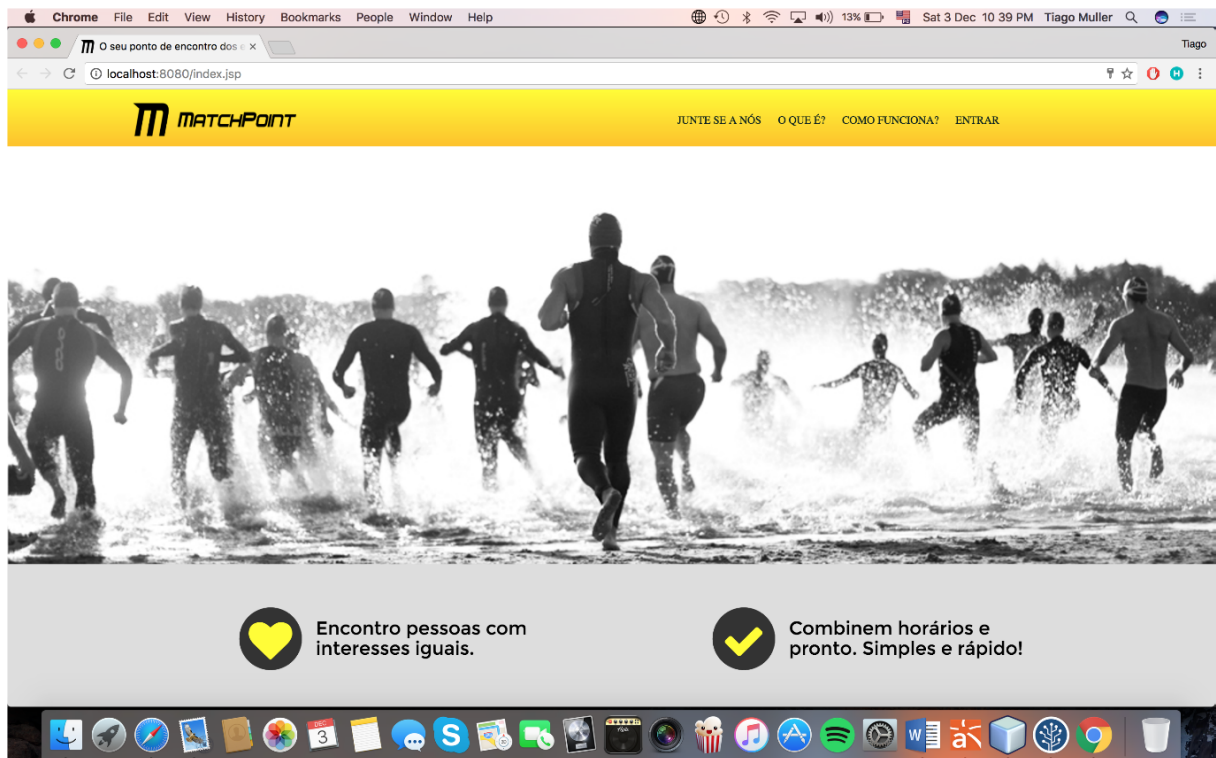 Chrome File Edit View History Bookmarks People Window Help 13% Sat 3 Dec 10 39 PM Tiago Muller
O seu ponto de encontro dos e
Tiago
localhost:8080/index.jsp
MATCHPOINT
JUNTE SE A NÓS O QUE É? COMO FUNCIONA? ENTRAR
Encontro pessoas com
interesses iguais.
Combinem horários e
pronto. Simples e rápido!
DEC
3